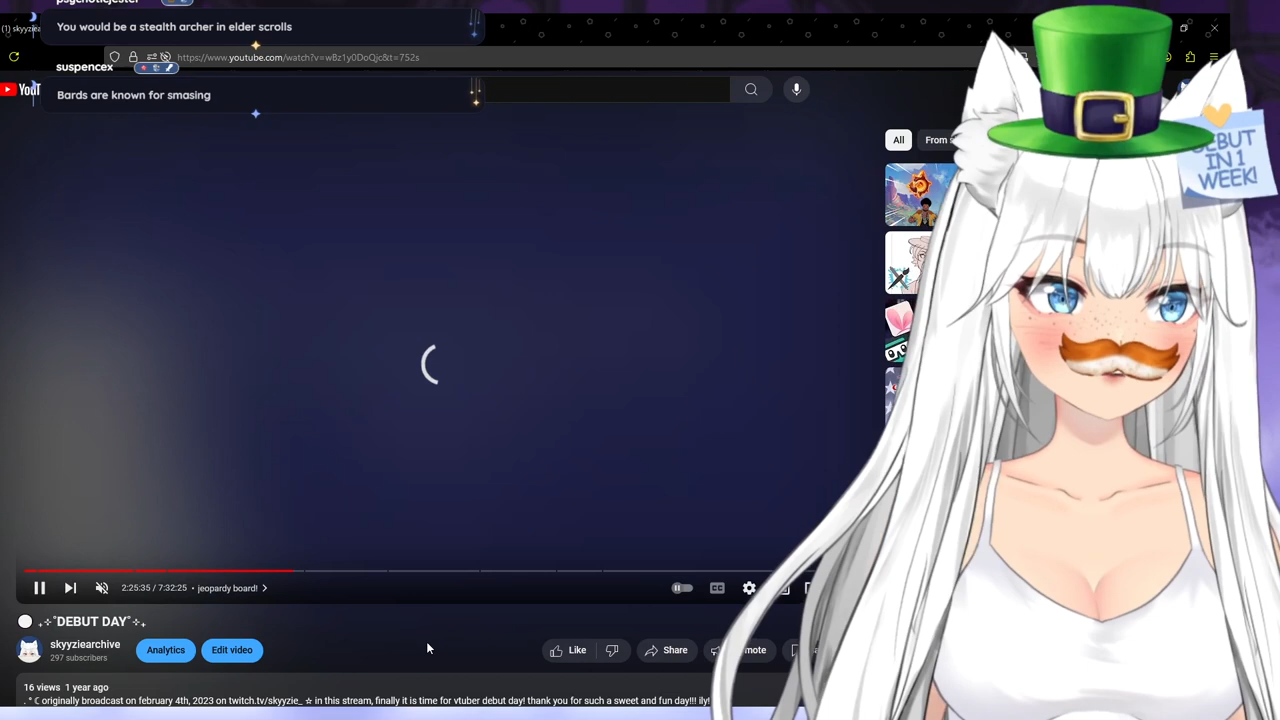 You would be a stealth archer in elder scrolls
(1) skyyziea
suspencex
https://www.youtube.com/watch?v=wBz1y0DoQjc&t=752s
Bards are known for smasing
All
From
DEBUT
IN 1
WEEK!
2:25:35 / 7:32:25 • jeopardy board!
CC
₊⊹˚DEBUT DAY˚⊹₊
skyyziearchive
297 subscribers
Analytics
Edit video
Like
Share
16 views 1 year ago
. ° ☾ originally broadcast on february 4th, 2023 on twitch.tv/skyyzie_ ☆ in this stream, finally it is time for vtuber debut day! thank you for such a sweet and fun day!!! ily!